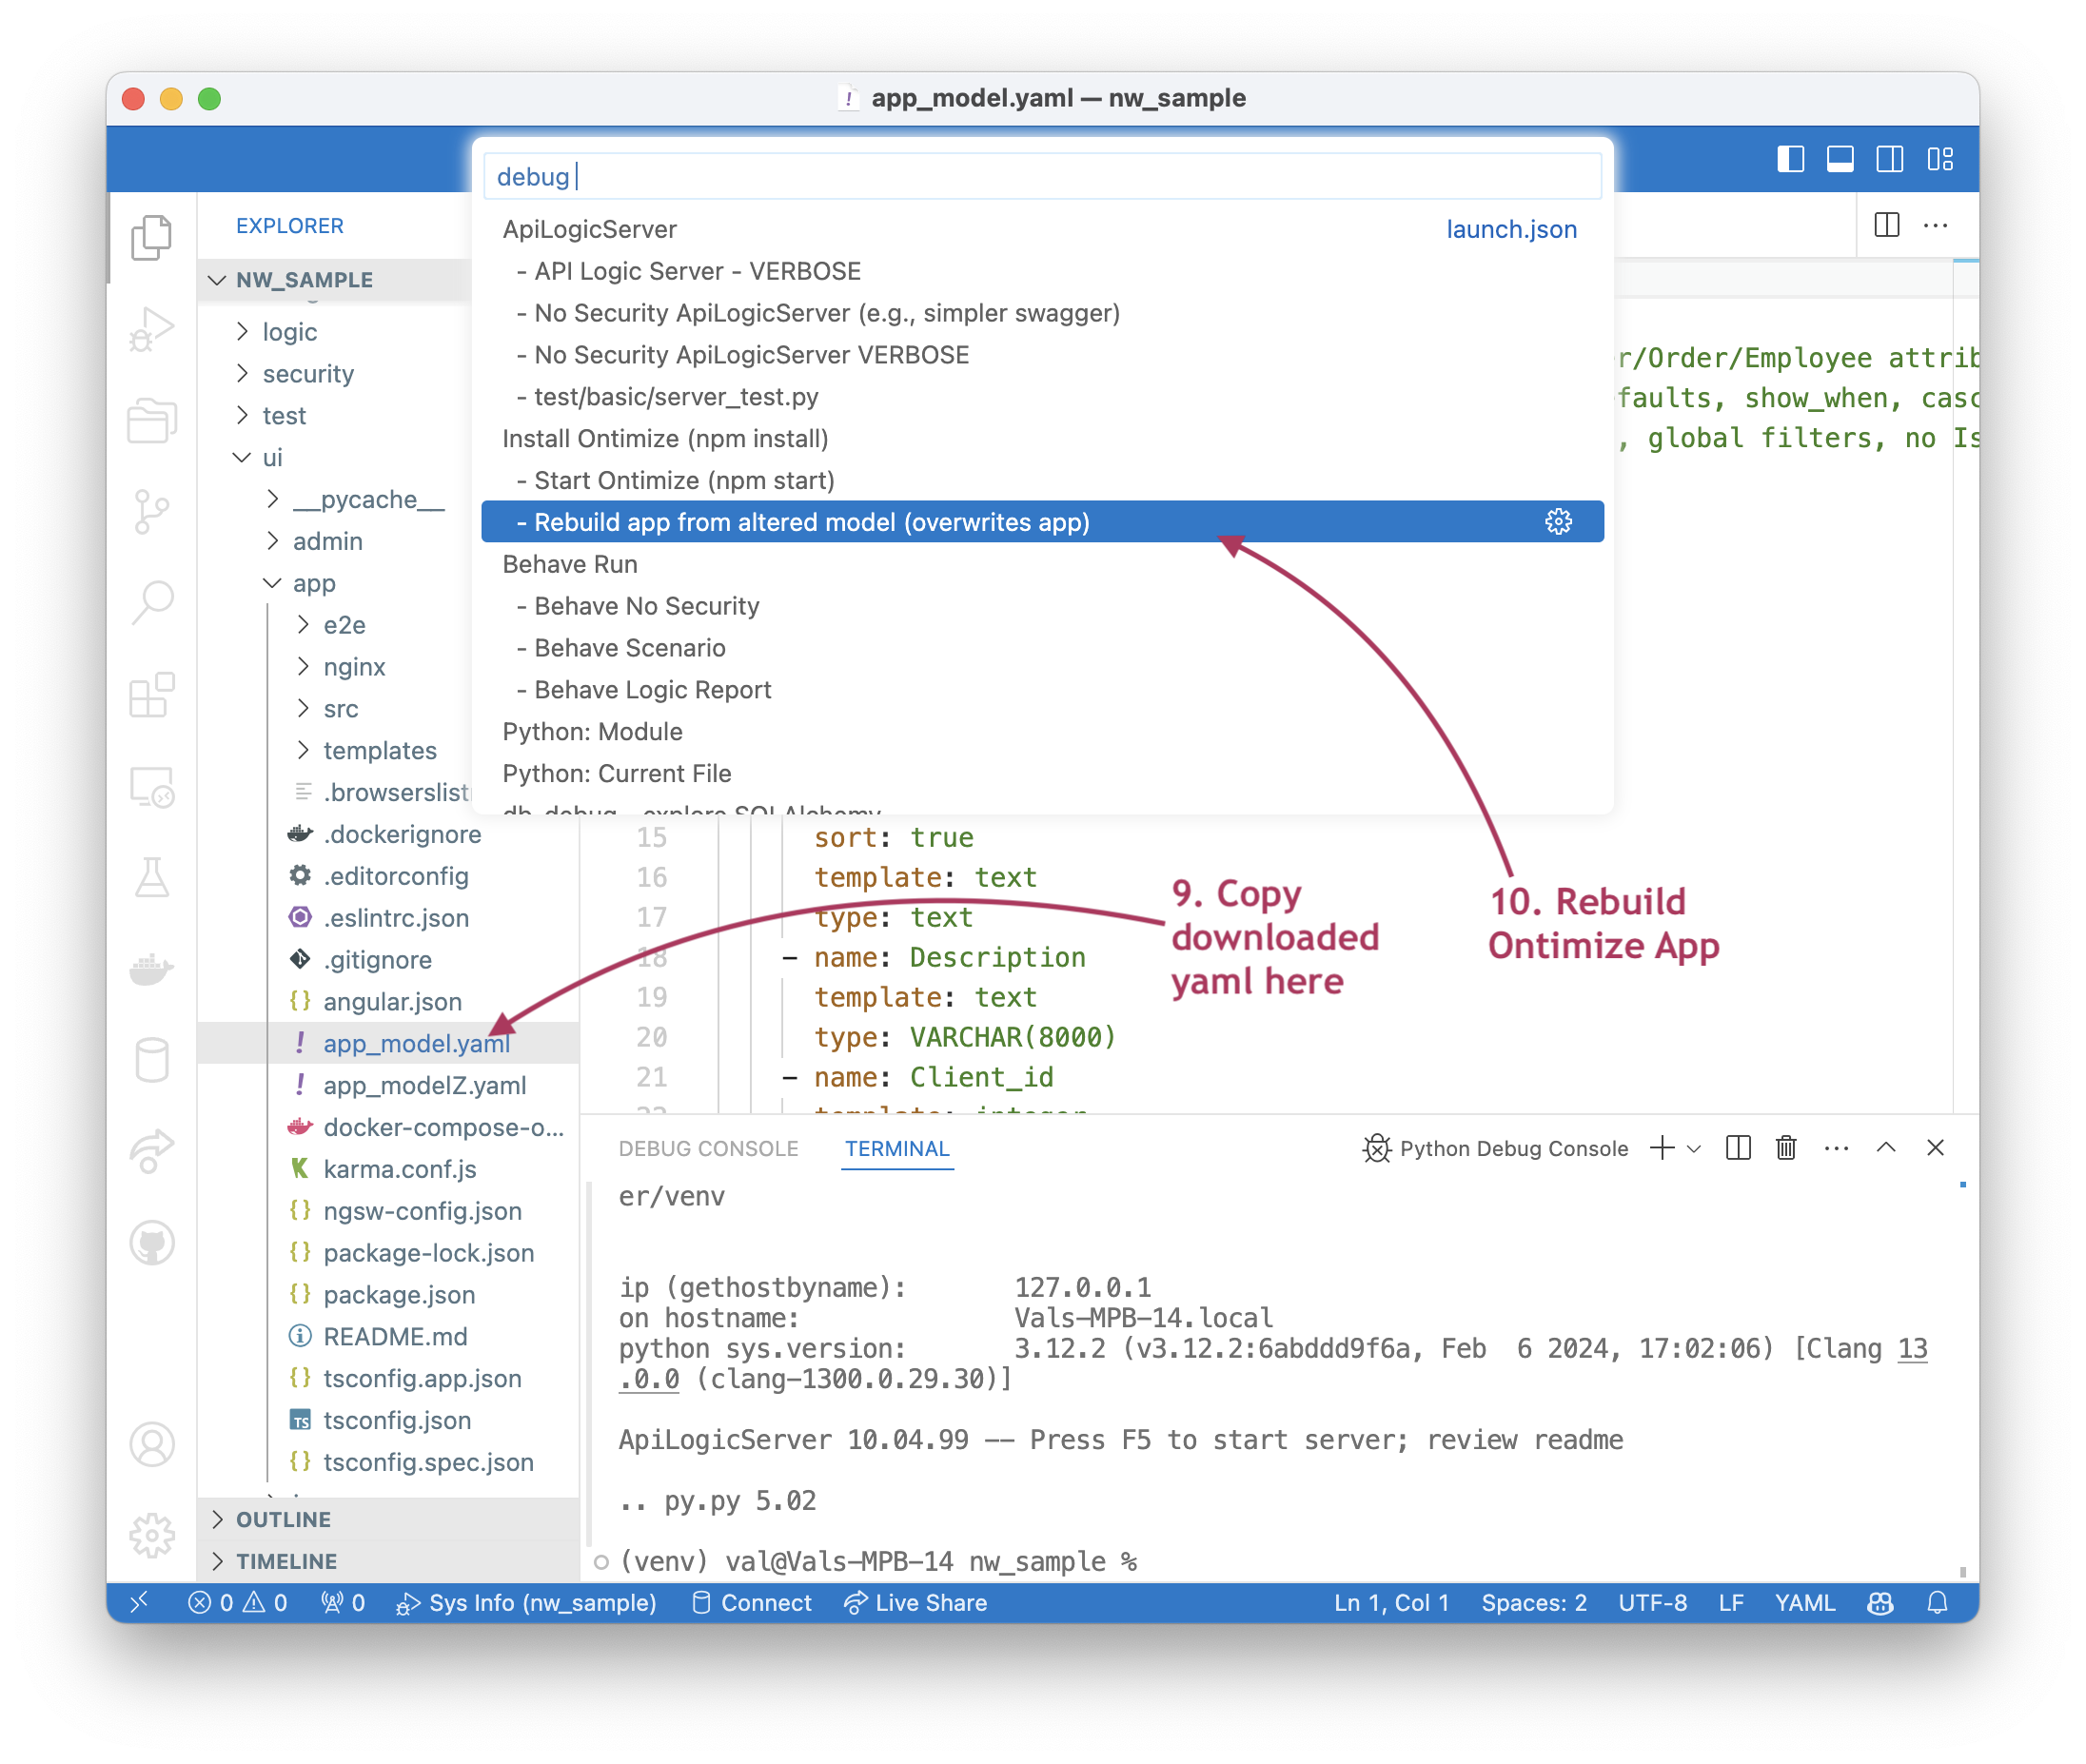 app_model.yaml — nw_sample
debug
EXPLORER
NW_SAMPLE
logic
security
test
ui
__pycache__
admin
app
e2e
nginx
src
templates
.browserslist
.dockerignore
.editorconfig
.eslintrc.json
.gitignore
angular.json
app_model.yaml
app_modelZ.yaml
docker-compose-o...
karma.conf.js
ngsw-config.json
package-lock.json
package.json
README.md
tsconfig.app.json
tsconfig.json
tsconfig.spec.json
OUTLINE
TIMELINE
ApiLogicServer launch.json
- API Logic Server - VERBOSE
- No Security ApiLogicServer (e.g., simpler swagger)
- No Security ApiLogicServer VERBOSE
- test/basic/server_test.py
Install Ontimize (npm install)
- Start Ontimize (npm start)
- Rebuild app from altered model (overwrites app)
Behave Run
- Behave No Security
- Behave Scenario
- Behave Logic Report
Python: Module
Python: Current File
r/Order/Employee attrib
faults, show_when, casc
, global filters, no Is
15 sort: true
16 template: text
17 type: text
18 - name: Description
19 template: text
20 type: VARCHAR(8000)
21 - name: Client_id
22 template: integer
9. Copy
downloaded
yaml here
10. Rebuild
Ontimize App
DEBUG CONSOLE TERMINAL Python Debug Console
er/venv
ip (gethostbyname): 127.0.0.1
on hostname: Vals-MPB-14.local
python sys.version: 3.12.2 (v3.12.2:6abddd9f6a, Feb  6 2024, 17:02:06) [Clang 13
.0.0 (clang-1300.0.29.30)]
ApiLogicServer 10.04.99 -- Press F5 to start server; review readme
.. py.py 5.02
(venv) val@Vals-MPB-14 nw_sample %
0 0 0 Sys Info (nw_sample) Connect Live Share Ln 1, Col 1 Spaces: 2 UTF-8 LF YAML